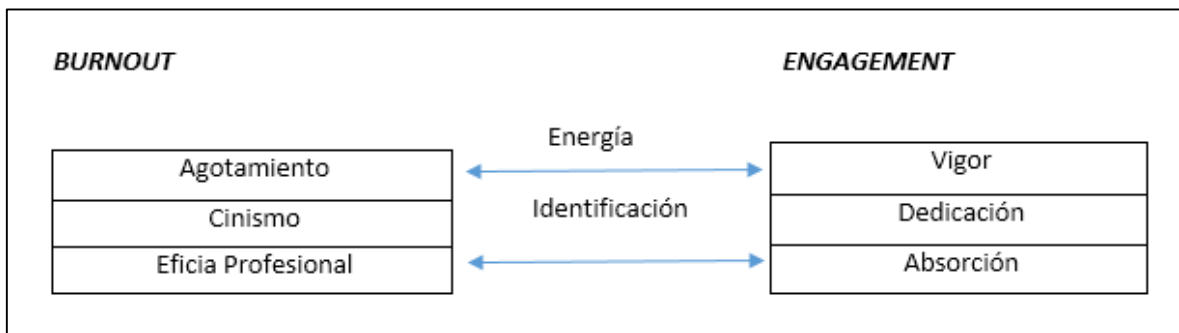 BURNOUT
ENGAGEMENT
Energía
Agotamiento
Vigor
Identificación
Cinismo
Dedicación
Eficia Profesional
Absorción